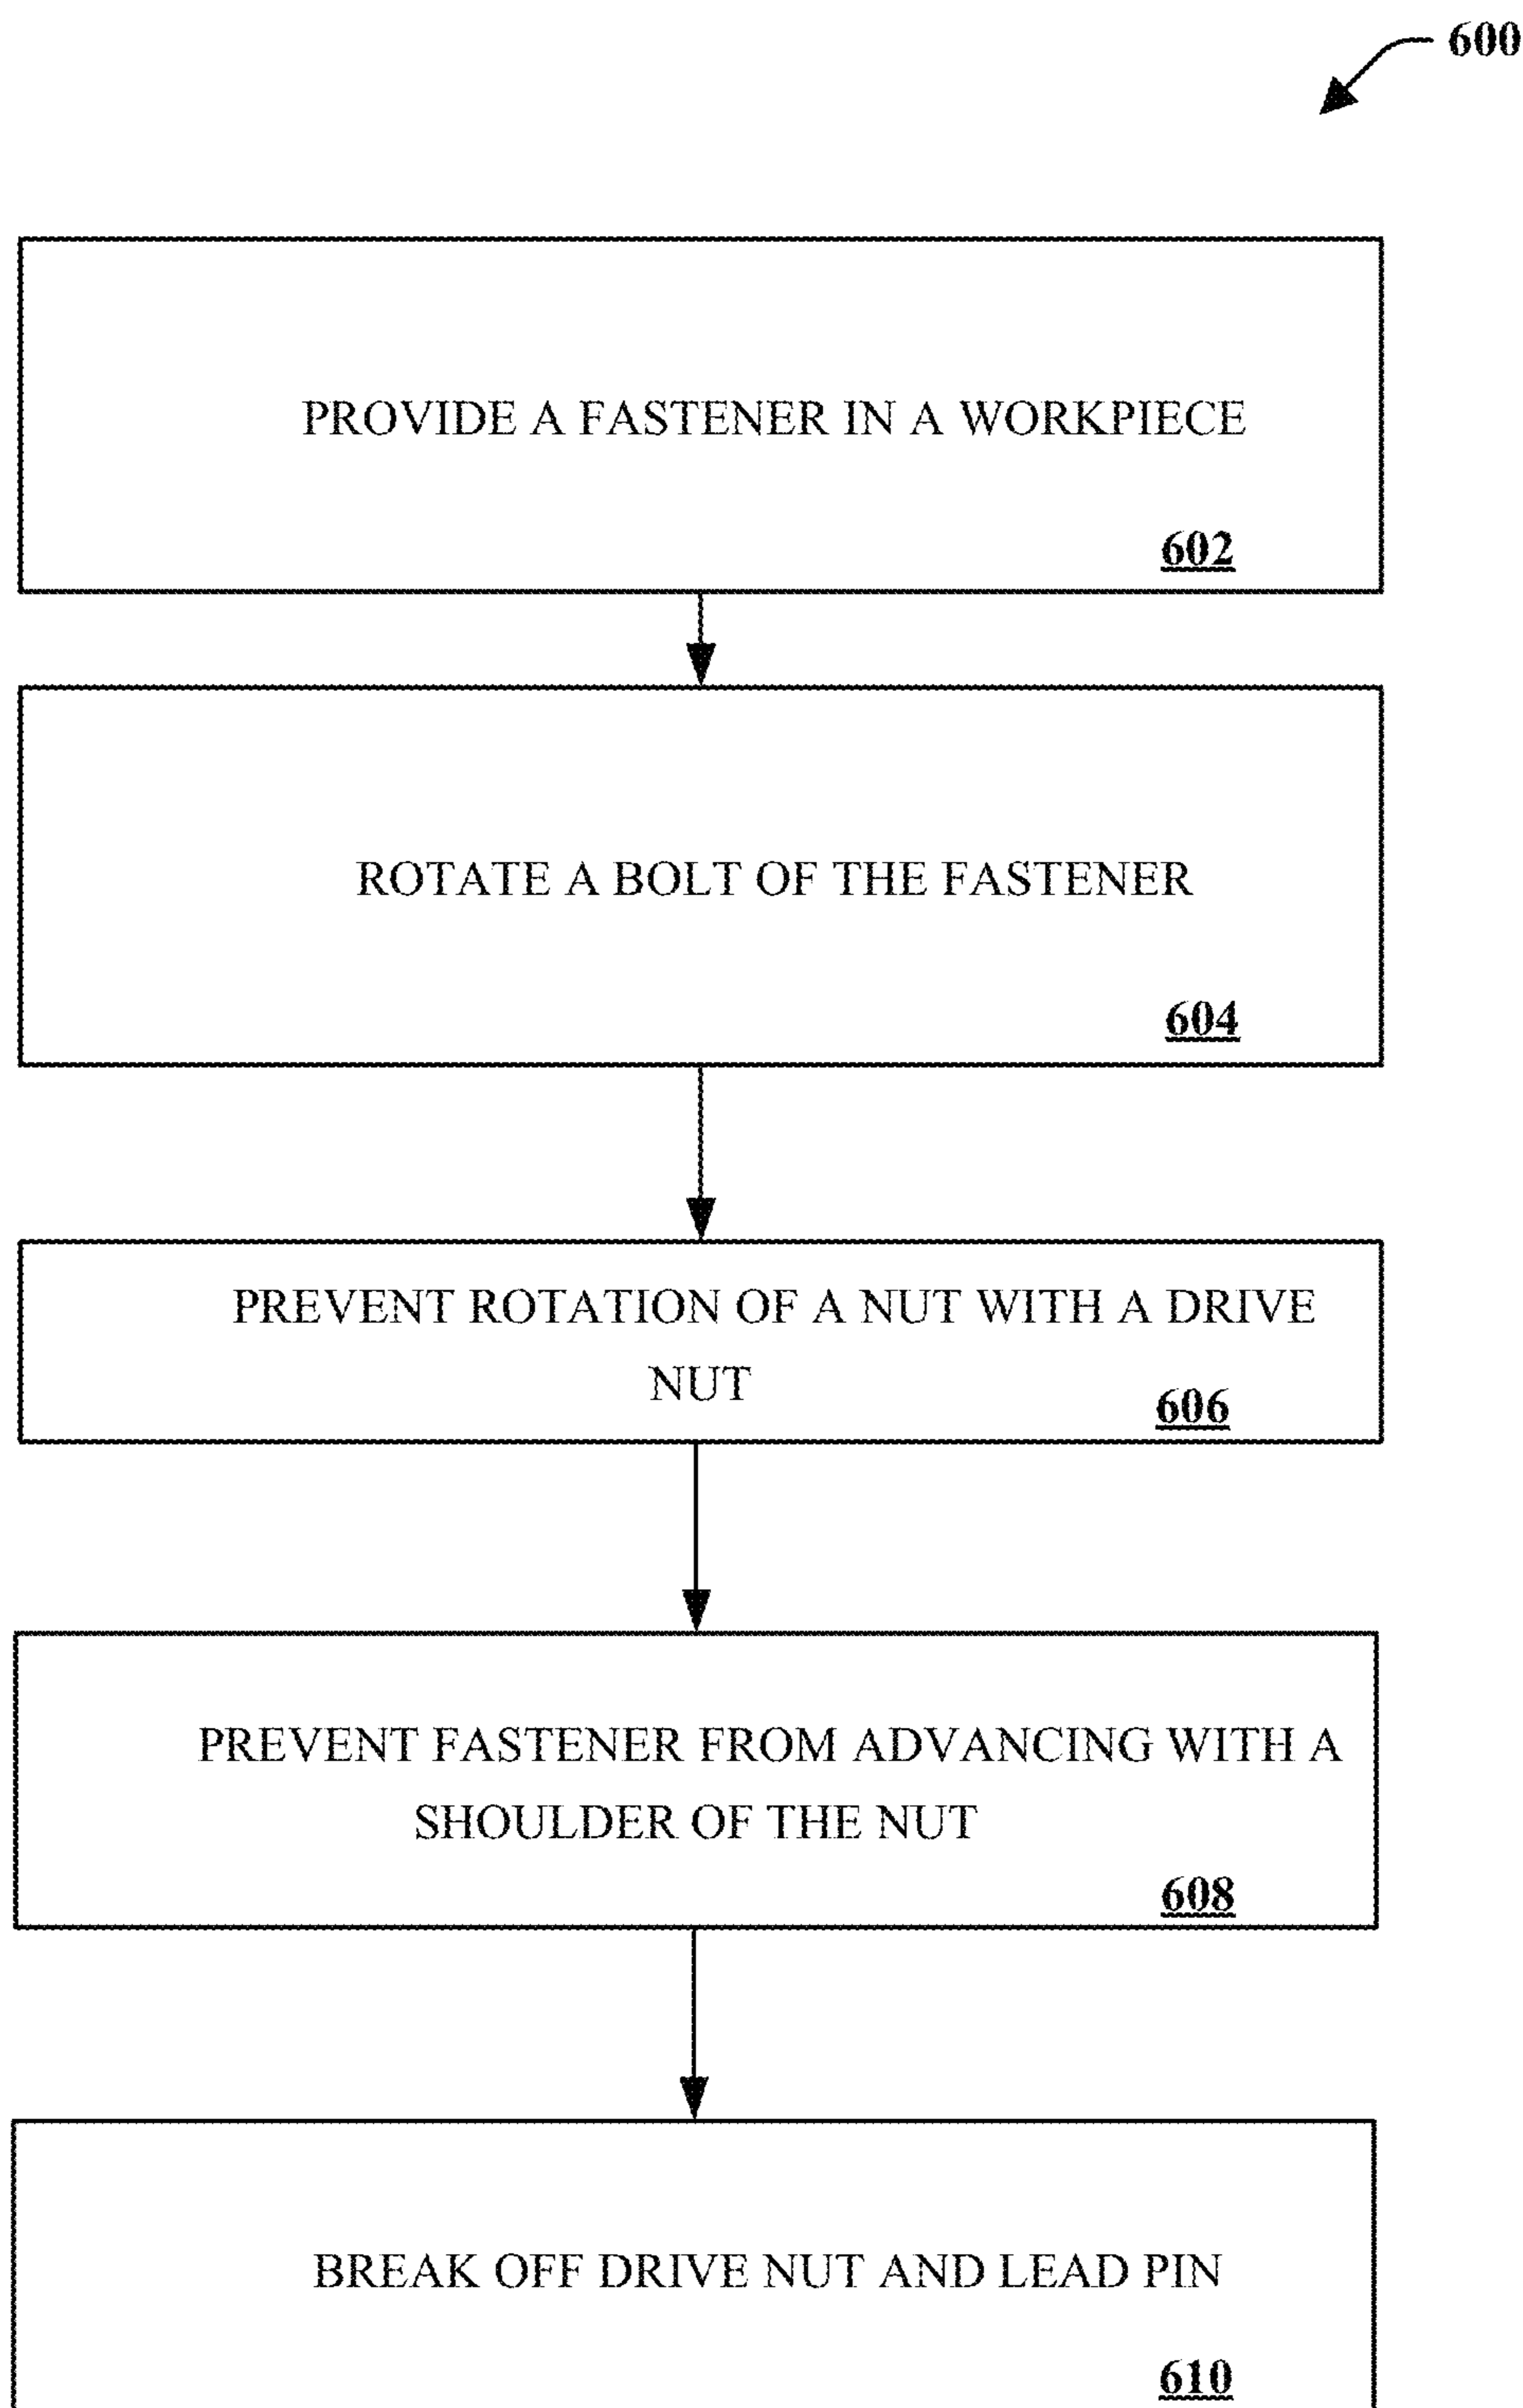 600
PROVIDE A FASTENER IN A WORKPIECE
602
ROTATE A BOLT OF THE FASTENER
604
PREVENT ROTATION OF A NUT WITH A DRIVE
NUT
606
PREVENT FASTENER FROM ADVANCING WITH A
SHOULDER OF THE NUT
608
BREAK OFF DRIVE NUT AND LEAD PIN
610